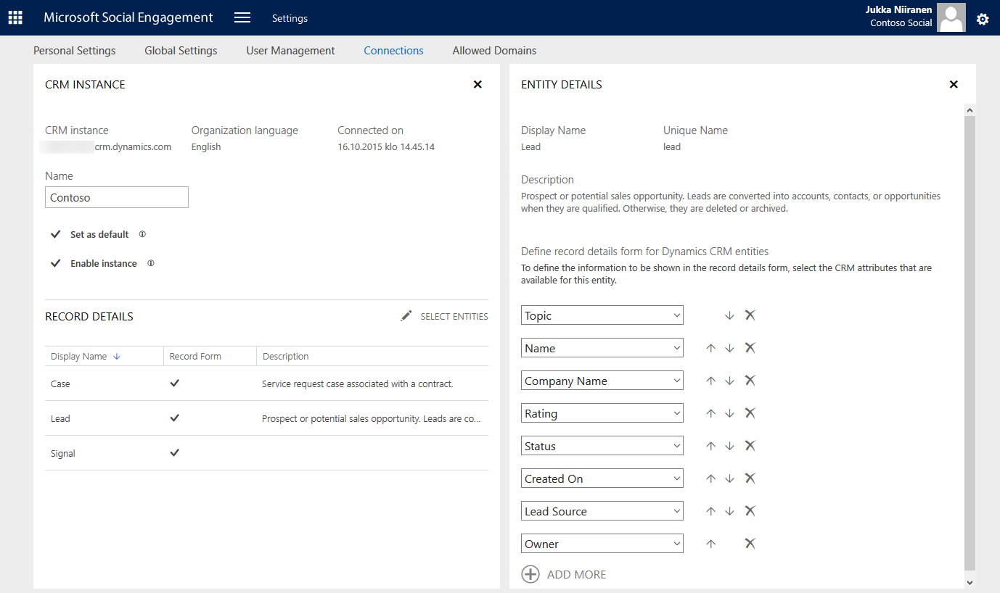 Microsoft Social Engagement
Settings
Jukka Niiranen
Contoso Social
Personal Settings
Global Settings
User Management
Connections
Allowed Domains
CRM INSTANCE
CRM instance
Organization language
Connected on
crm.dynamics.com
English
16.10.2015 klo 14.45.14
Name
Contoso
Set as default
Enable instance
RECORD DETAILS
SELECT ENTITIES
Display Name
Record Form
Description
Case
Service request case associated with a contract.
Lead
Prospect or potential sales opportunity. Leads are co...
Signal
ENTITY DETAILS
Display Name
Unique Name
Lead
lead
Description
Prospect or potential sales opportunity. Leads are converted into accounts, contacts, or opportunities
when they are qualified. Otherwise, they are deleted or archived.
Define record details form for Dynamics CRM entities
To define the information to be shown in the record details form, select the CRM attributes that are
available for this entity.
Topic
Name
Company Name
Rating
Status
Created On
Lead Source
Owner
ADD MORE